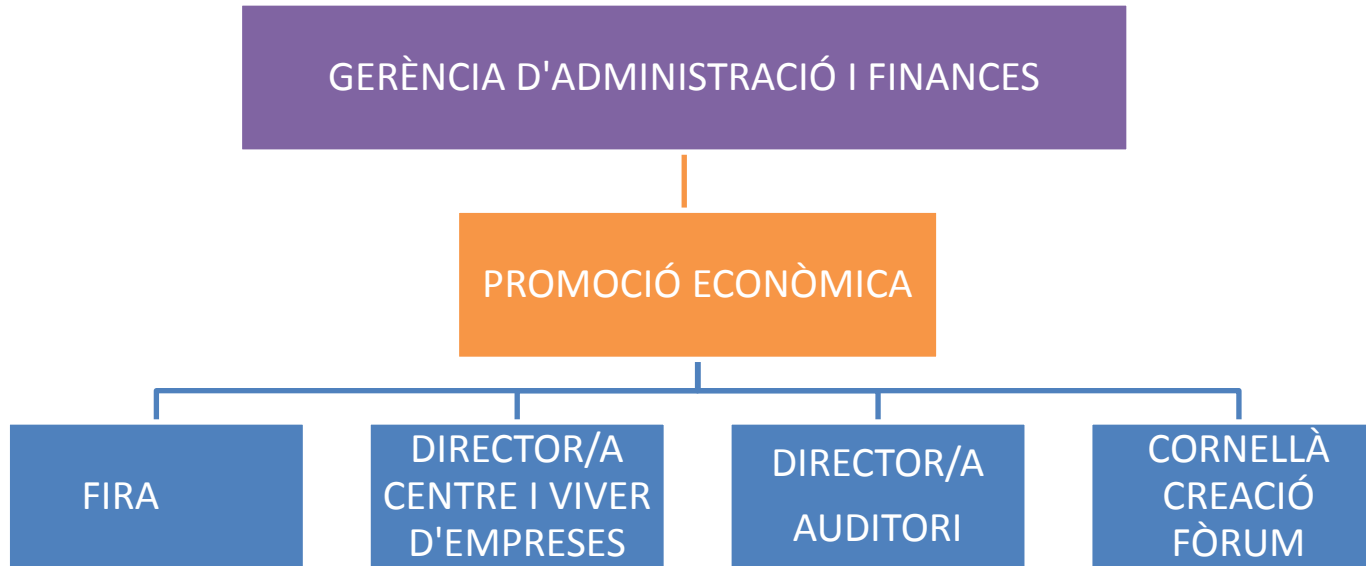 GERÈNCIA D'ADMINISTRACIÓ I FINANCES
PROMOCIÓ ECONÒMICA
FIRA
DIRECTOR/A
CENTRE I VIVER
D'EMPRESES
DIRECTOR/A
AUDITORI
CORNELLÀ
CREACIÓ
FÒRUM